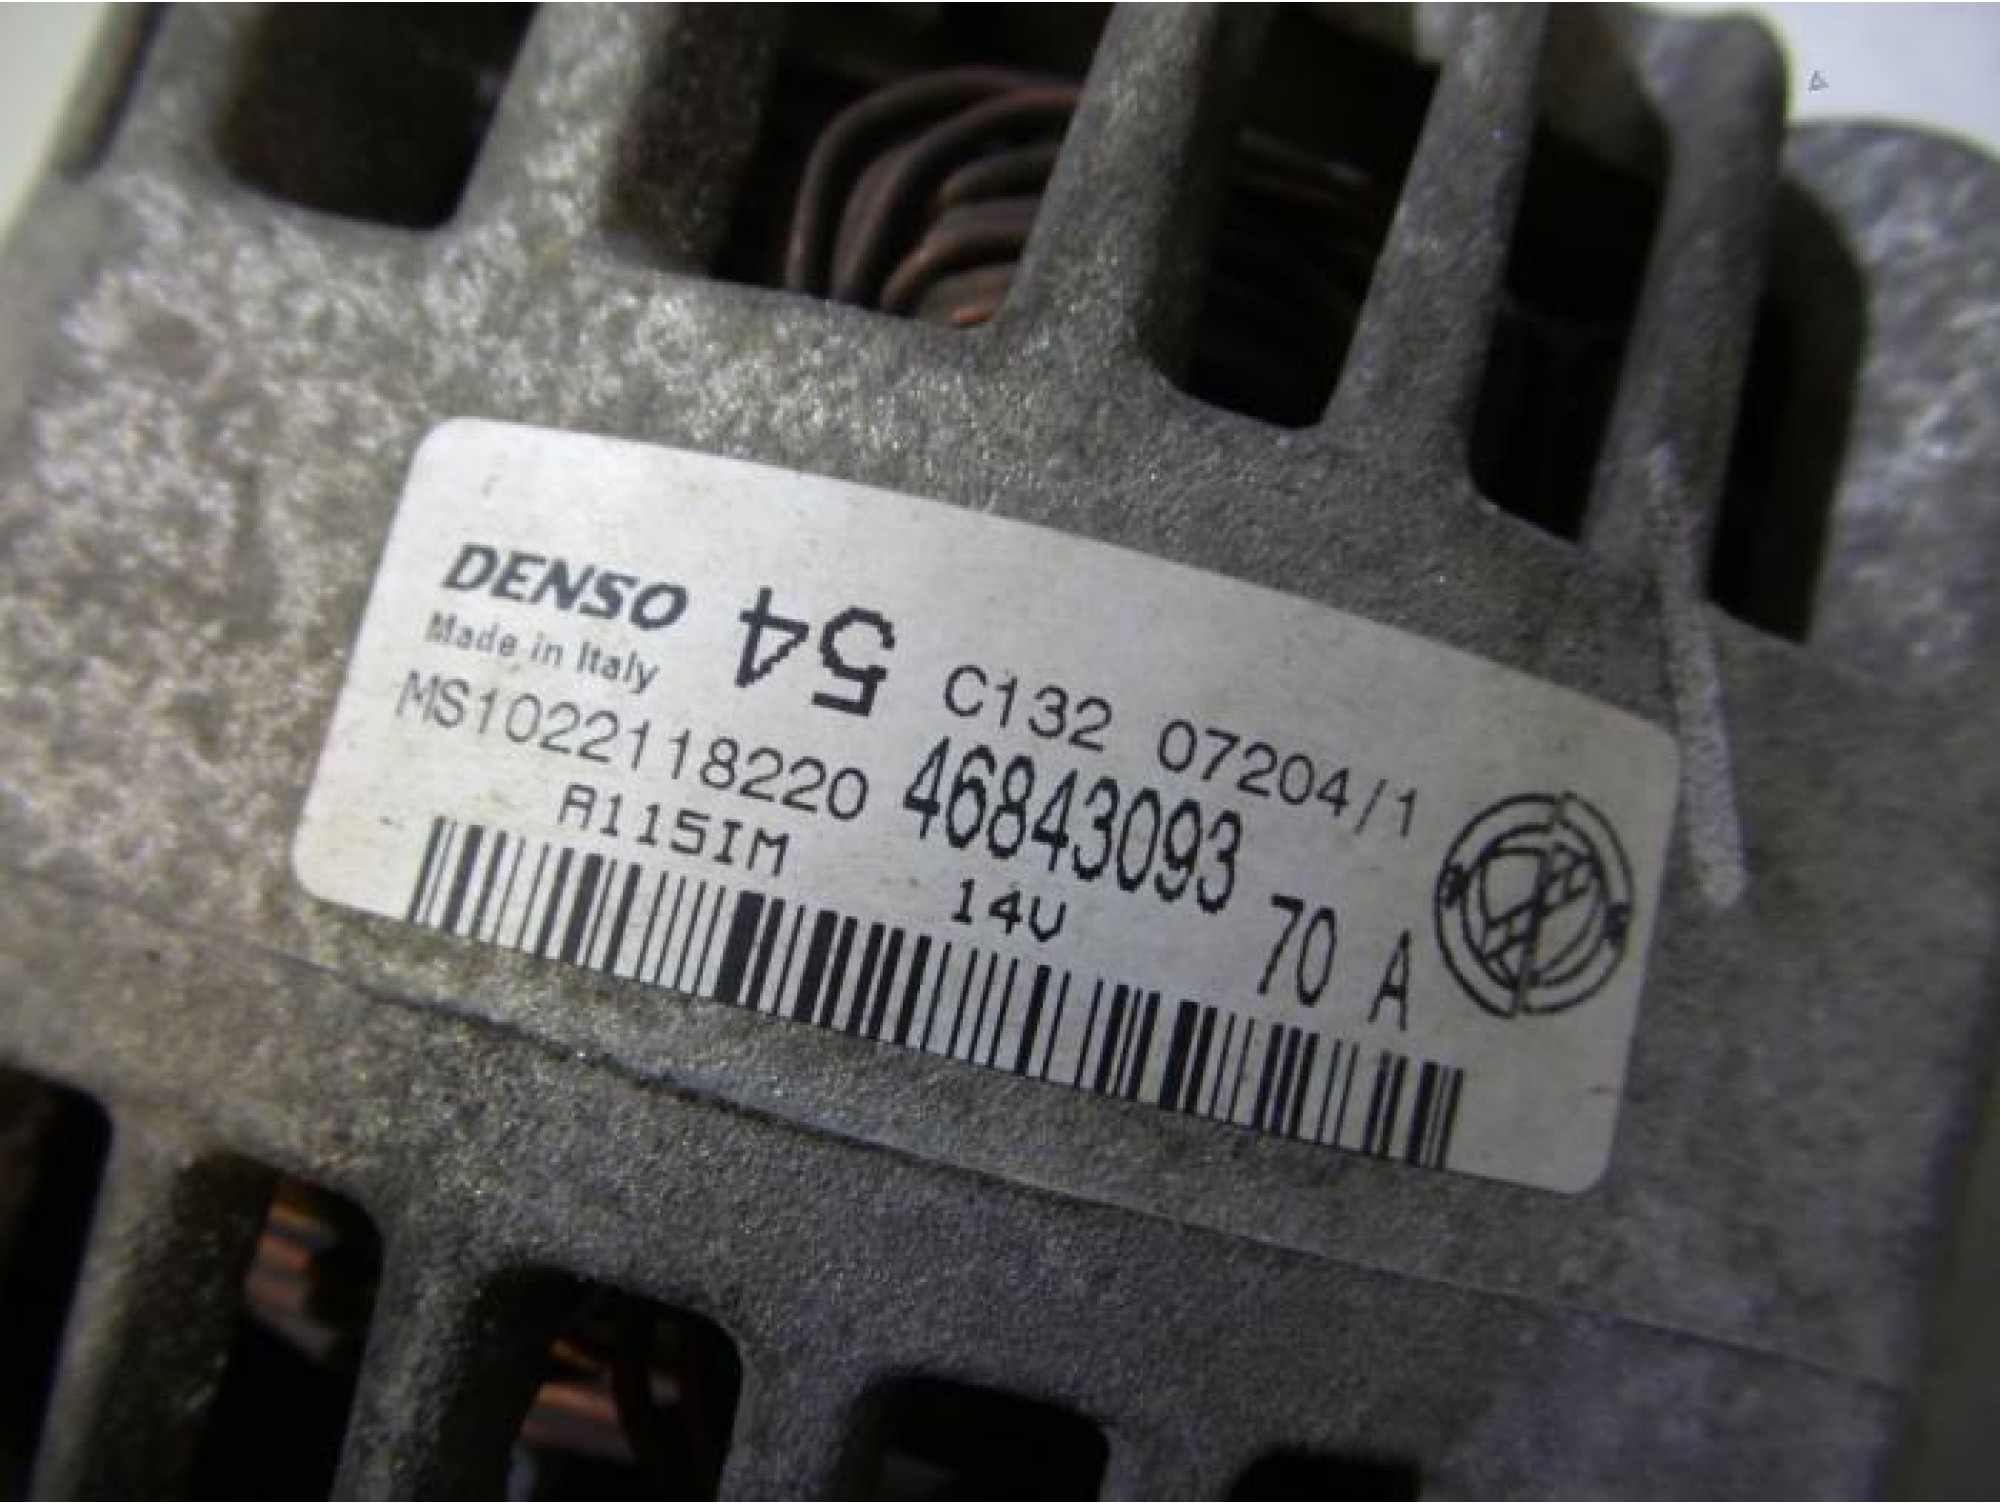 DENSO
Made in Italy
54
C132 07204/1
MS1022118220
46843093
A115IM
14V
70 A